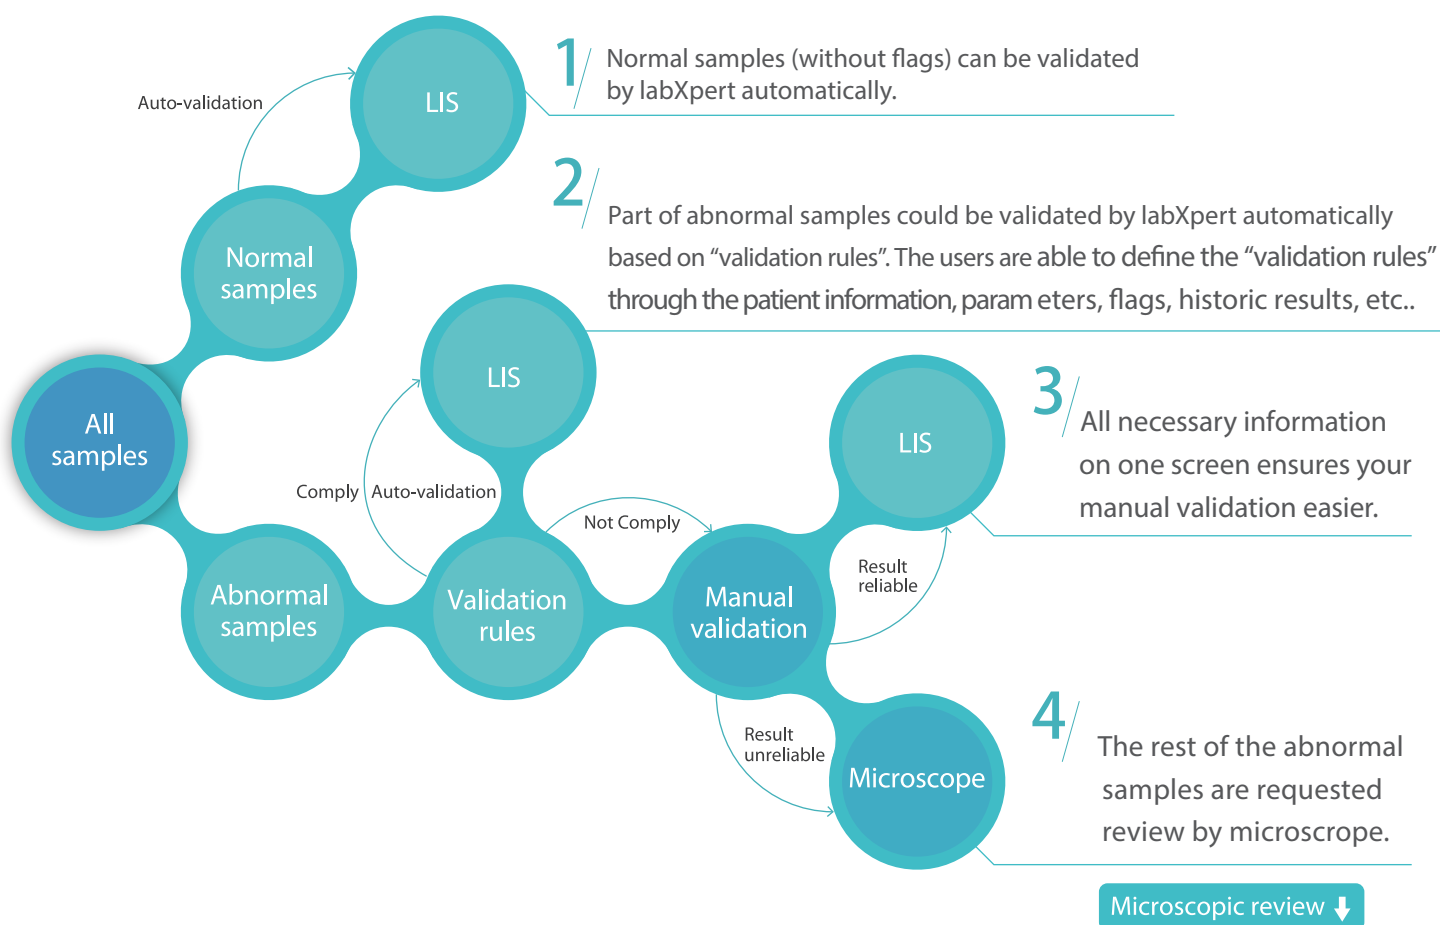 1
Normal samples (without flags) can be validated
by labXpert automatically.
Auto-validation
LIS
2
Part of abnormal samples could be validated by labXpert automatically
based on “validation rules”. The users are able to define the “validation rules”
through the patient information, param eters, flags, historic results, etc..
Normal
samples
LIS
All
samples
Comply
Auto-validation
Not Comply
LIS
3
All necessary information
on one screen ensures your
manual validation easier.
Result
reliable
Abnormal
samples
Validation
rules
Manual
validation
Result
unreliable
Microscope
4
The rest of the abnormal
samples are requested
review by microscrope.
Microscopic review